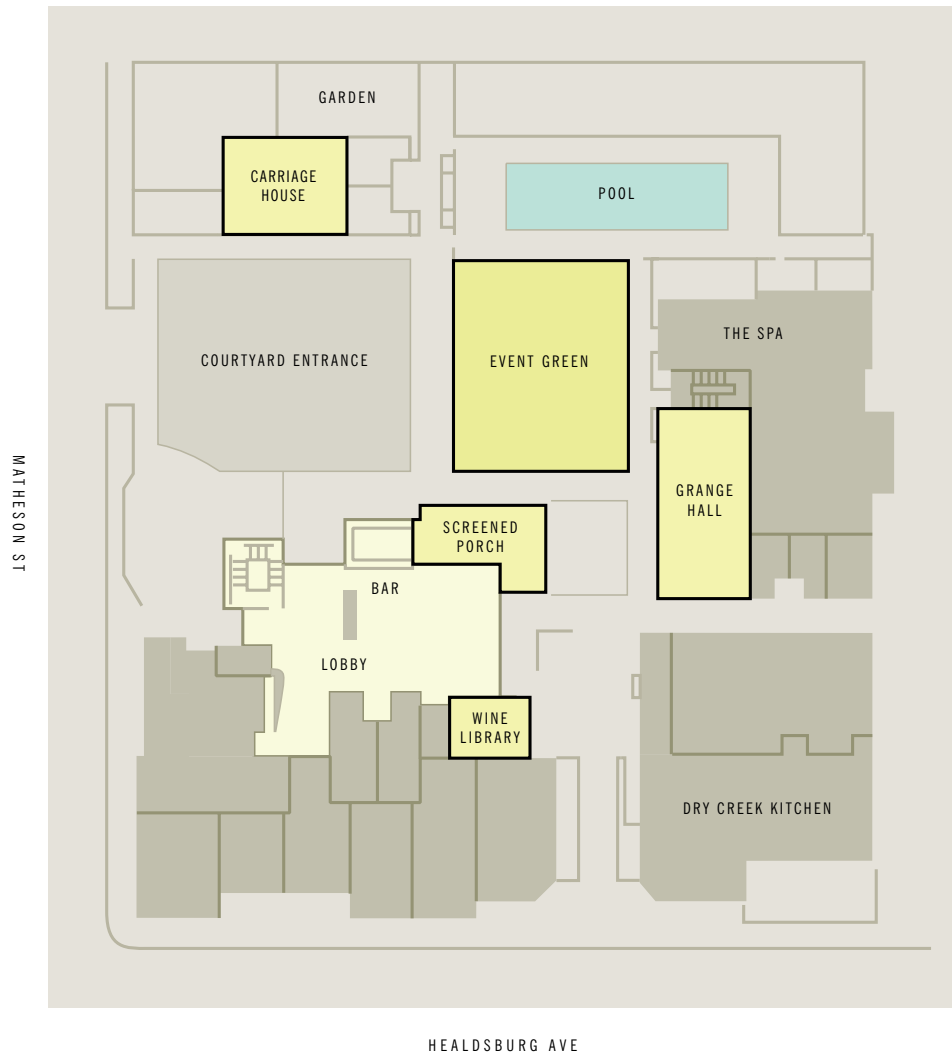 GARDEN
CARRIAGE
HOUSE
POOL
THE SPA
COURTYARD ENTRANCE
EVENT GREEN
GRANGE
HALL
SCREENED
PORCH
BAR
LOBBY
WINE
LIBRARY
DRY CREEK KITCHEN
MATHESON ST
HEALDSBURG AVE